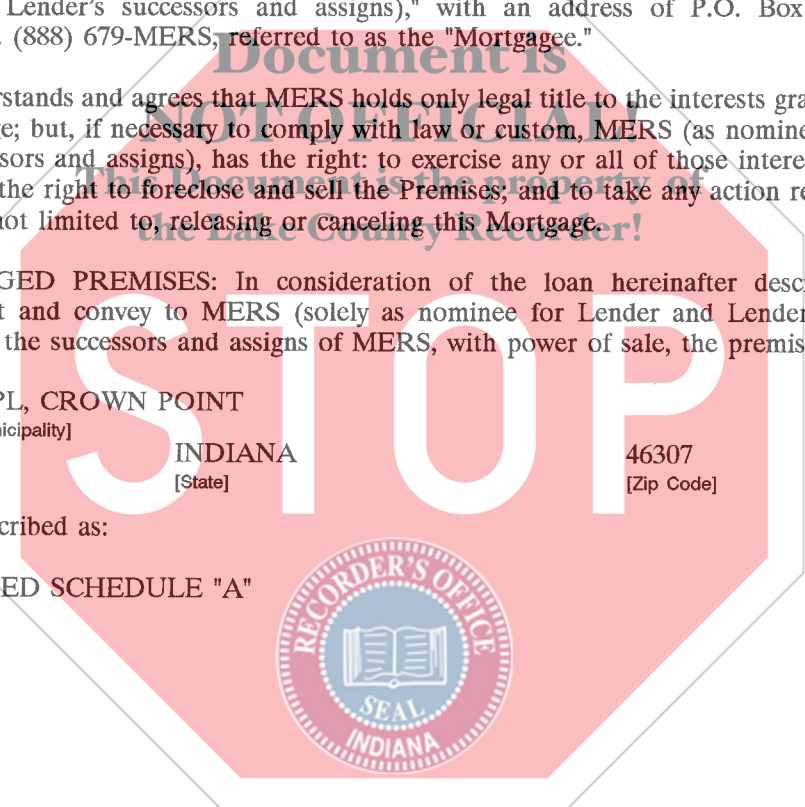 Lender's successors and assigns)," with an address of P.O. Box
. (888) 679-MERS, referred to as the "Mortgagee."
Document is
rstands and agrees that MERS holds only legal title to the interests gra
NOT OFFICIAL!
ge; but, if necessary to comply with law or custom, MERS (as nomine
ssors and assigns), has the right: to exercise any or all of those intere
This Document is the property of
the right to foreclose and sell the Premises; and to take any action re
not limited to, releasing or canceling this Mortgage.
the Lake County Recorder!
GED PREMISES: In consideration of the loan hereinafter desc
t and convey to MERS (solely as nominee for Lender and Lender
the successors and assigns of MERS, with power of sale, the premis
STOP
PL, CROWN POINT
nicipality]
INDIANA 46307
[State] [Zip Code]
cribed as:
ED SCHEDULE "A"
RECORDER'S OFFICE
SEAL
INDIANA